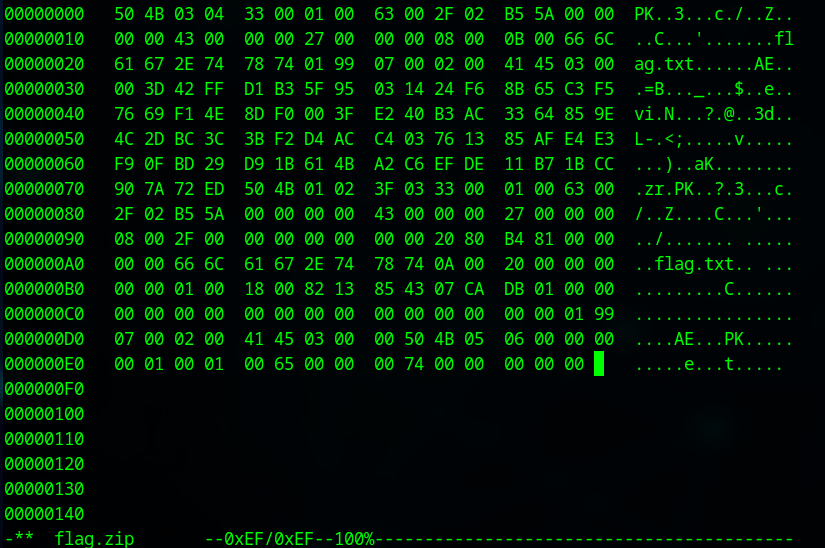 00000000   50 4B 03 04  33 00 01 00  63 00 2F 02  B5 5A 00 00  PK..3...c./..Z..
00000010   00 00 43 00  00 00 27 00  00 00 08 00  0B 00 66 6C  ..C...'.......fl
00000020   61 67 2E 74  78 74 01 99  07 00 02 00  41 45 03 00  ag.txt......AE..
00000030   00 3D 42 FF  D1 B3 5F 95  03 14 24 F6  8B 65 C3 F5  .=B..._...$..e..
00000040   76 69 F1 4E  8D F0 00 3F  E2 40 B3 AC  33 64 85 9E  vi.N...?.@..3d..
00000050   4C 2D BC 3C  3B F2 D4 AC  C4 03 76 13  85 AF E4 E3  L-.<;.....v.....
00000060   F9 0F BD 29  D9 1B 61 4B  A2 C6 EF DE  11 B7 1B CC  ...)..aK........
00000070   90 7A 72 ED  50 4B 01 02  3F 03 33 00  01 00 63 00  .zr.PK..?.3...c.
00000080   2F 02 B5 5A  00 00 00 00  43 00 00 00  27 00 00 00  /..Z....C...'...
00000090   08 00 2F 00  00 00 00 00  00 00 20 80  B4 81 00 00  ../....... .....
000000A0   00 00 66 6C  61 67 2E 74  78 74 0A 00  20 00 00 00  ..flag.txt.. ...
000000B0   00 00 01 00  18 00 82 13  85 43 07 CA  DB 01 00 00  .........C......
000000C0   00 00 00 00  00 00 00 00  00 00 00 00  00 00 01 99  ................
000000D0   07 00 02 00  41 45 03 00  00 50 4B 05  06 00 00 00  ....AE...PK.....
000000E0   00 01 00 01  00 65 00 00  00 74 00 00  00 00 00  .....e...t.....
000000F0
00000100
00000110
00000120
00000130
00000140
-**  flag.zip       --0xEF/0xEF--100%------------------------------------------